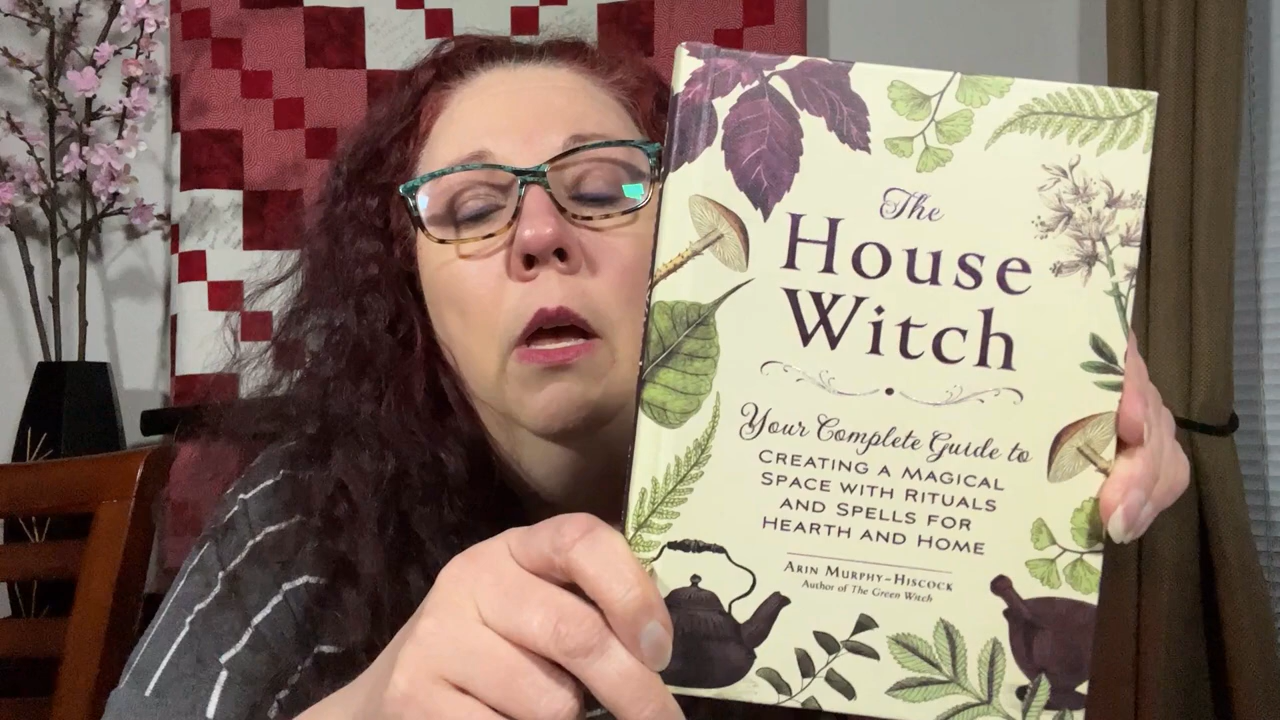 The
House
Witch
Your Complete Guide to
CREATING A MAGICAL
SPACE WITH RITUALS
AND SPELLS FOR
HEARTH AND HOME
ARIN MURPHY-HISCOCK
Author of The Green Witch